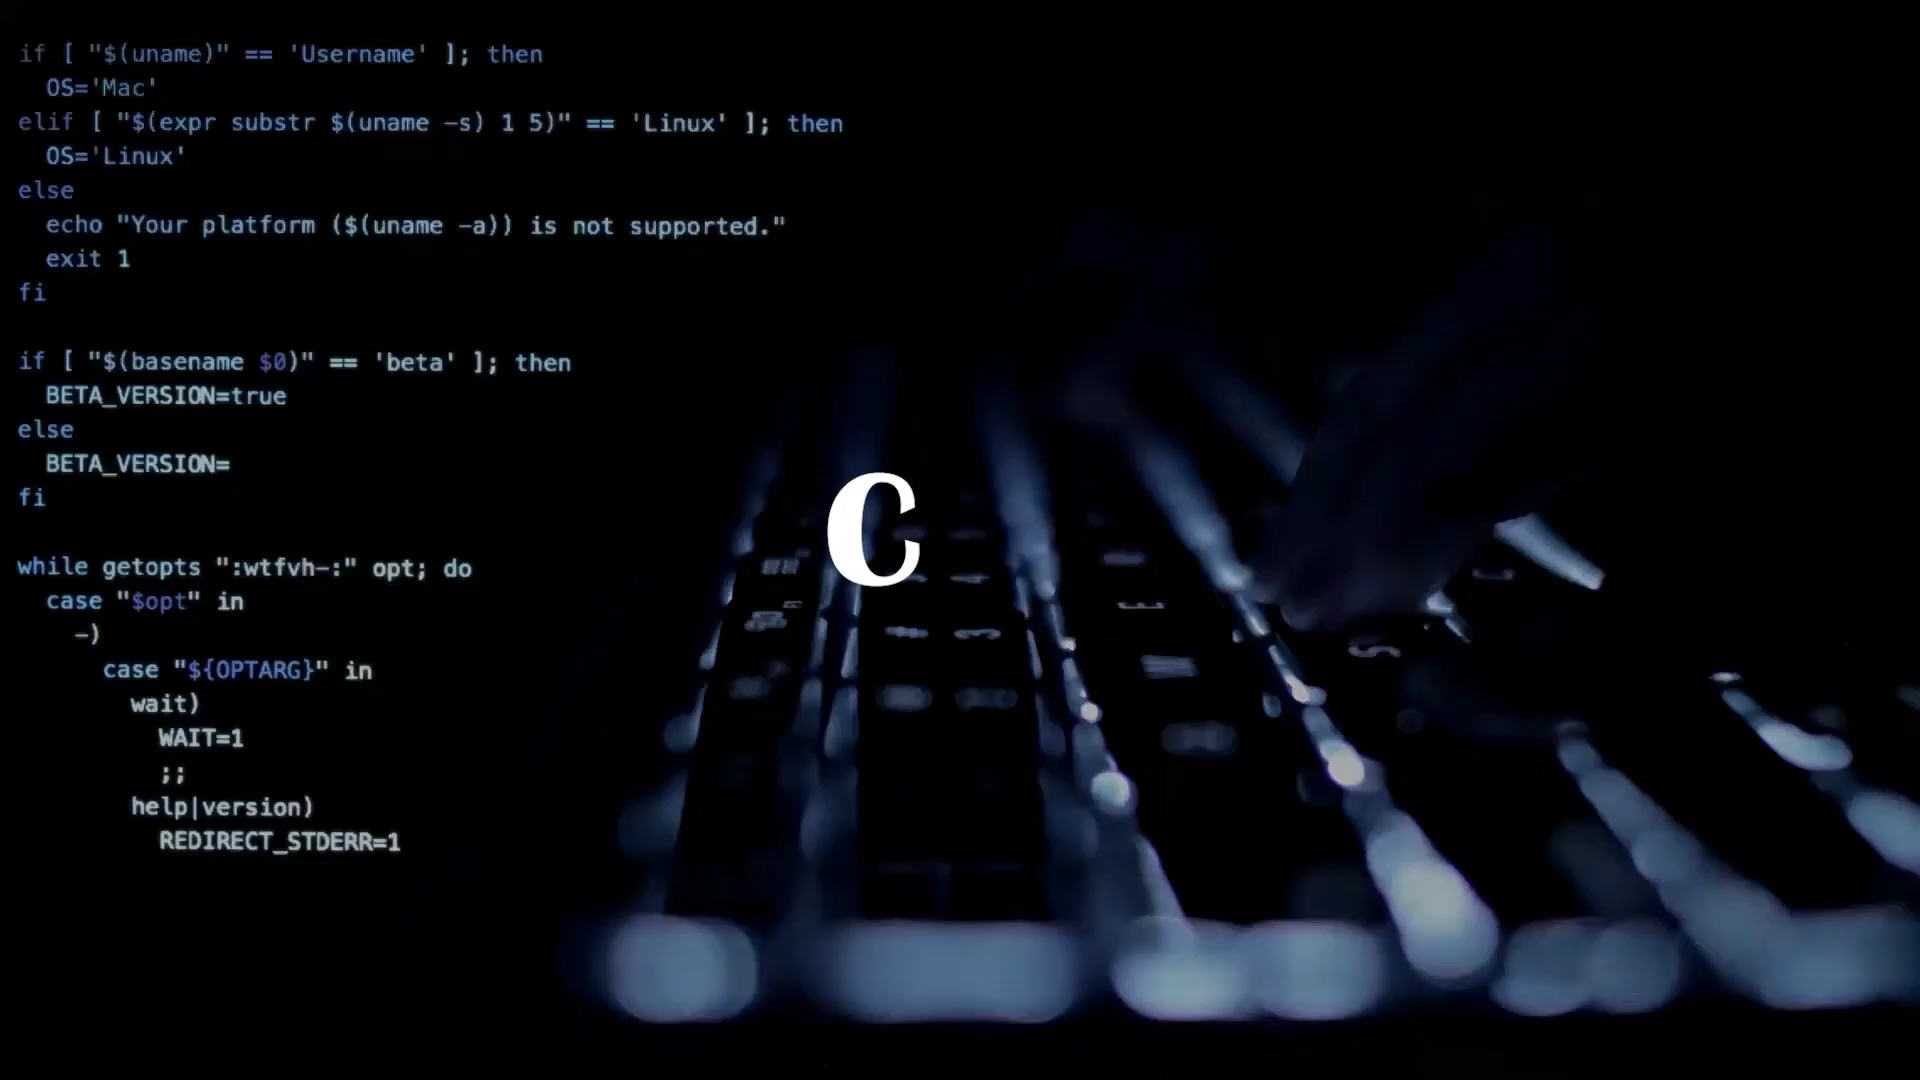 if [ "$(uname)" == 'Username' ]; then
  OS='Mac'
elif [ "$(expr substr $(uname -s) 1 5)" == 'Linux' ]; then
  OS='Linux'
else
  echo "Your platform ($(uname -a)) is not supported."
  exit 1
fi
if [ "$(basename $0)" == 'beta' ]; then
  BETA_VERSION=true
else
  BETA_VERSION=
fi
c
while getopts ":wtfvh-:" opt; do
  case "$opt" in
    -)
      case "${OPTARG}" in
        wait)
          WAIT=1
          ;;
        help|version)
          REDIRECT_STDERR=1